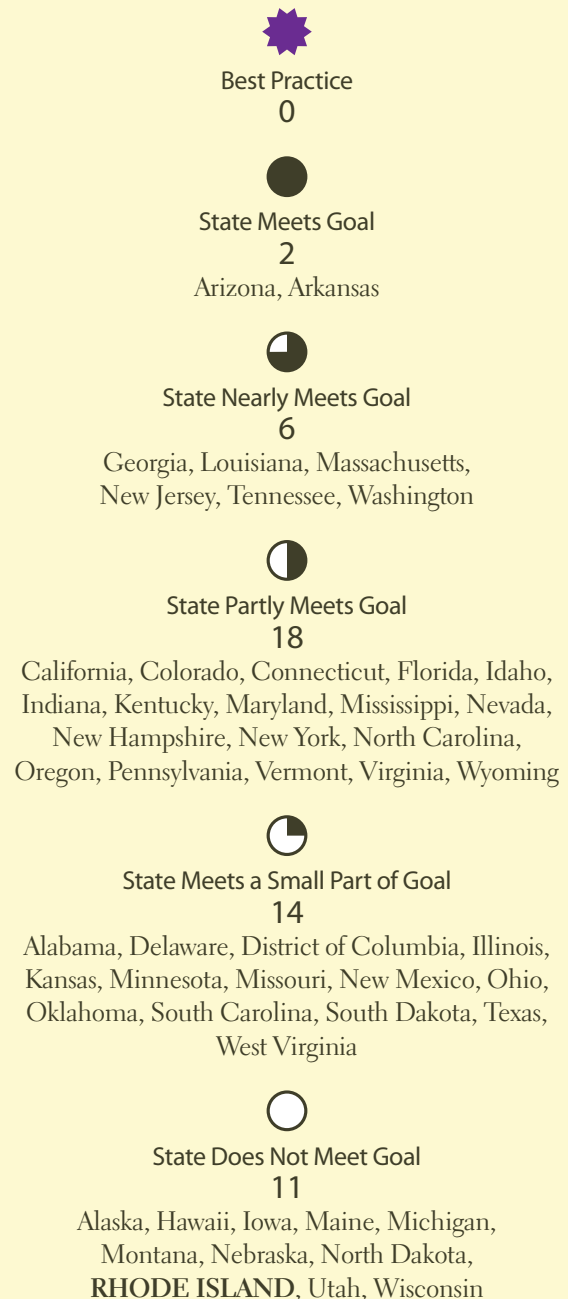 Best Practice
0
State Meets Goal
2
Arizona, Arkansas
State Nearly Meets Goal
6
Georgia, Louisiana, Massachusetts,
New Jersey, Tennessee, Washington
State Partly Meets Goal
18
California, Colorado, Connecticut, Florida, Idaho,
Indiana, Kentucky, Maryland, Mississippi, Nevada,
New Hampshire, New York, North Carolina,
Oregon, Pennsylvania, Vermont, Virginia, Wyoming
State Meets a Small Part of Goal
14
Alabama, Delaware, District of Columbia, Illinois,
Kansas, Minnesota, Missouri, New Mexico, Ohio,
Oklahoma, South Carolina, South Dakota, Texas,
West Virginia
State Does Not Meet Goal
11
Alaska, Hawaii, Iowa, Maine, Michigan,
Montana, Nebraska, North Dakota,
RHODE ISLAND, Utah, Wisconsin